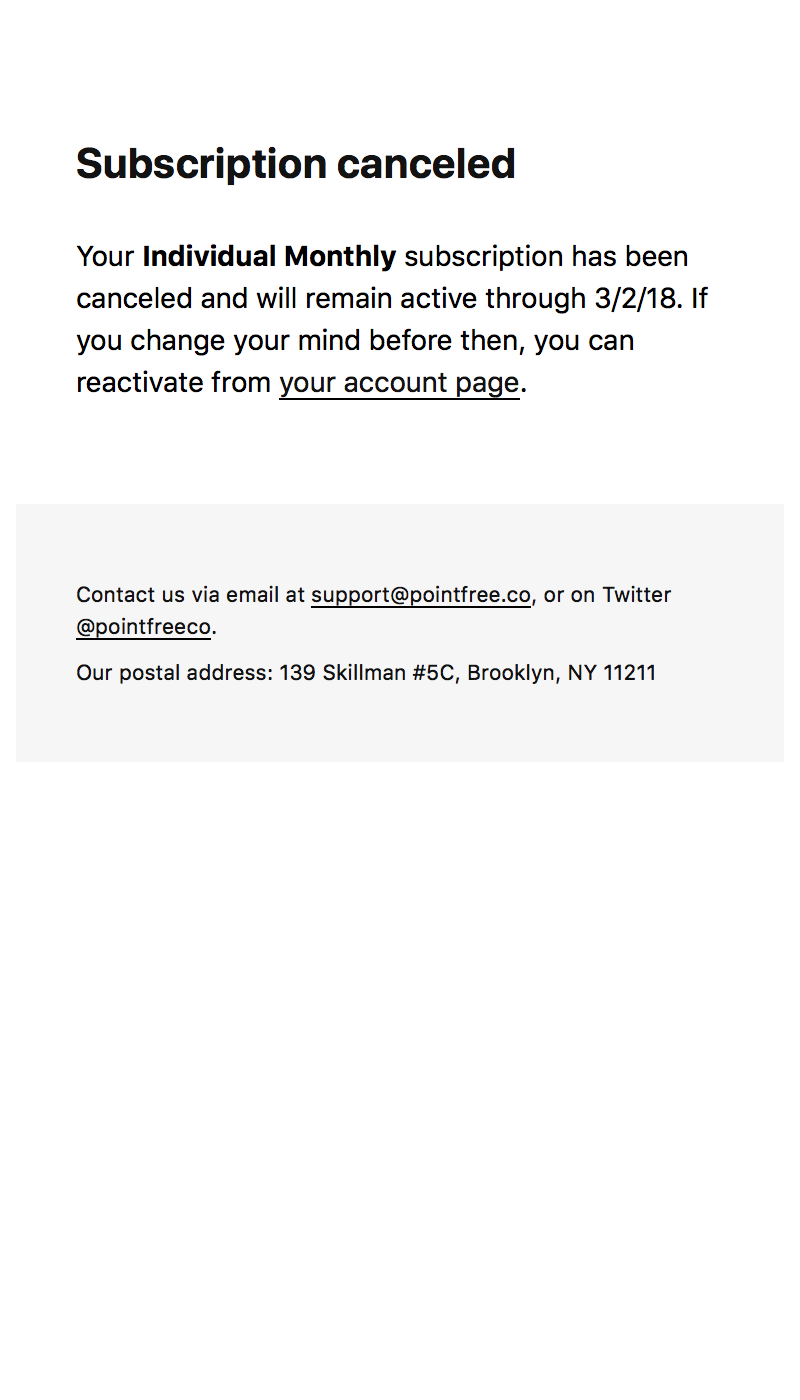 Subscription canceled
Your Individual Monthly subscription has been
canceled and will remain active through 3/2/18. If
you change your mind before then, you can
reactivate from your account page.
Contact us via email at support@pointfree.co, or on Twitter
@pointfreeco.
Our postal address: 139 Skillman #5C, Brooklyn, NY 11211